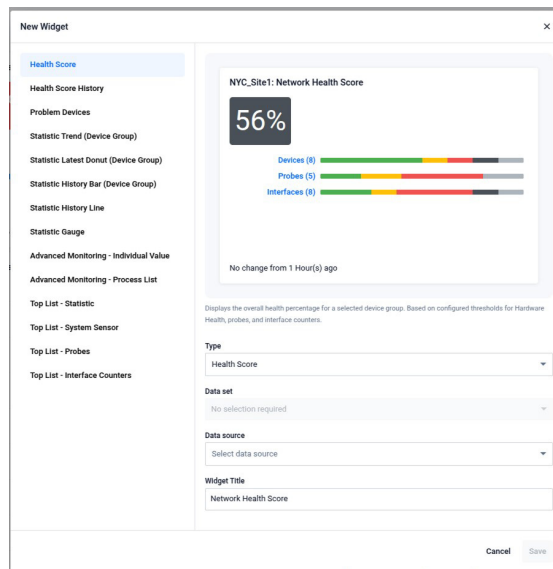 New Widget
×
Health Score
Health Score History
Problem Devices
Statistic Trend (Device Group)
Statistic Latest Donut (Device Group)
Statistic History Bar (Device Group)
Statistic History Line
Statistic Gauge
Advanced Monitoring - Individual Value
Advanced Monitoring - Process List
Top List - Statistic
Top List - System Sensor
Top List - Probes
Top List - Interface Counters
NYC_Site1: Network Health Score
56%
Devices (8)
Probes (5)
Interfaces (8)
No change from 1 Hour(s) ago
Displays the overall health percentage for a selected device group. Based on configured thresholds for Hardware
Health, probes, and interface counters.
Type
Health Score
Data set
No selection required
Data source
Select data source
Widget Title
Network Health Score
Cancel Save